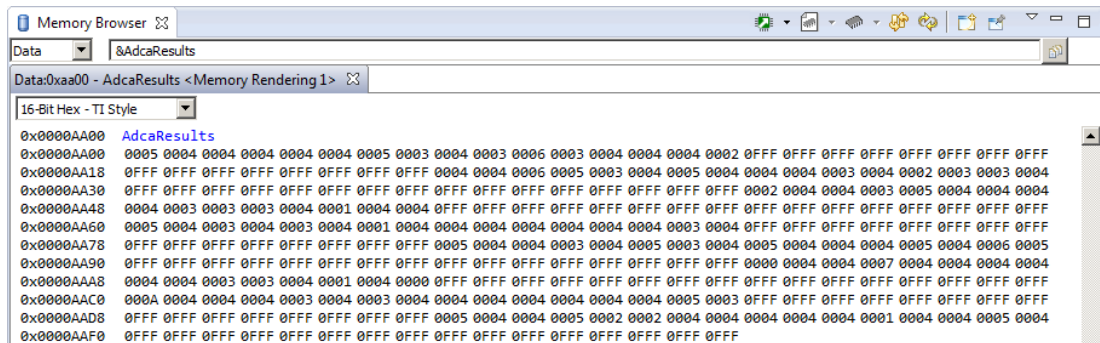 Memory Browser
Data &AdcaResults
Data:0xaa00 - AdcaResults <Memory Rendering 1>
16-Bit Hex - TI Style
0x0000AA00 AdcaResults
0x0000AA00 0005 0004 0004 0004 0004 0004 0005 0003 0004 0003 0006 0003 0004 0004 0004 0002 0FFF 0FFF 0FFF 0FFF 0FFF 0FFF 0FFF 0FFF
0x0000AA18 0FFF 0FFF 0FFF 0FFF 0FFF 0FFF 0FFF 0FFF 0004 0004 0006 0005 0003 0004 0005 0004 0004 0004 0003 0004 0002 0003 0003 0004
0x0000AA30 0FFF 0FFF 0FFF 0FFF 0FFF 0FFF 0FFF 0FFF 0FFF 0FFF 0FFF 0FFF 0FFF 0FFF 0FFF 0FFF 0002 0004 0004 0003 0005 0004 0004 0004
0x0000AA48 0004 0003 0003 0003 0004 0001 0004 0004 0FFF 0FFF 0FFF 0FFF 0FFF 0FFF 0FFF 0FFF 0FFF 0FFF 0FFF 0FFF 0FFF 0FFF 0FFF 0FFF
0x0000AA60 0005 0004 0003 0004 0003 0004 0001 0004 0004 0004 0004 0004 0004 0004 0003 0004 0FFF 0FFF 0FFF 0FFF 0FFF 0FFF 0FFF 0FFF
0x0000AA78 0FFF 0FFF 0FFF 0FFF 0FFF 0FFF 0FFF 0FFF 0005 0004 0004 0003 0004 0005 0003 0004 0005 0004 0004 0004 0005 0004 0006 0005
0x0000AA90 0FFF 0FFF 0FFF 0FFF 0FFF 0FFF 0FFF 0FFF 0FFF 0FFF 0FFF 0FFF 0FFF 0FFF 0FFF 0FFF 0000 0004 0004 0007 0004 0004 0004 0004
0x0000AAA8 0004 0004 0003 0003 0004 0001 0004 0000 0FFF 0FFF 0FFF 0FFF 0FFF 0FFF 0FFF 0FFF 0FFF 0FFF 0FFF 0FFF 0FFF 0FFF 0FFF 0FFF
0x0000AAC0 000A 0004 0004 0004 0003 0004 0003 0004 0004 0004 0004 0004 0004 0004 0005 0003 0FFF 0FFF 0FFF 0FFF 0FFF 0FFF 0FFF 0FFF
0x0000AAD8 0FFF 0FFF 0FFF 0FFF 0FFF 0FFF 0FFF 0FFF 0005 0004 0004 0005 0002 0002 0004 0004 0004 0004 0004 0001 0004 0004 0005 0004
0x0000AAF0 0FFF 0FFF 0FFF 0FFF 0FFF 0FFF 0FFF 0FFF 0FFF 0FFF 0FFF 0FFF 0FFF 0FFF 0FFF 0FFF